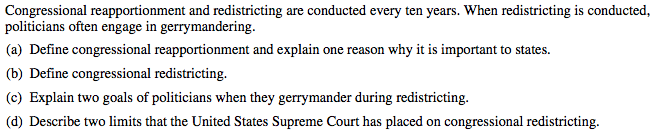 Congressional reapportionment and redistricting are conducted every ten years. When redistricting is conducted,
politicians often engage in gerrymandering.
(a) Define congressional reapportionment and explain one reason why it is important to states.
(b) Define congressional redistricting.
(c) Explain two goals of politicians when they gerrymander during redistricting.
(d) Describe two limits that the United States Supreme Court has placed on congressional redistricting.